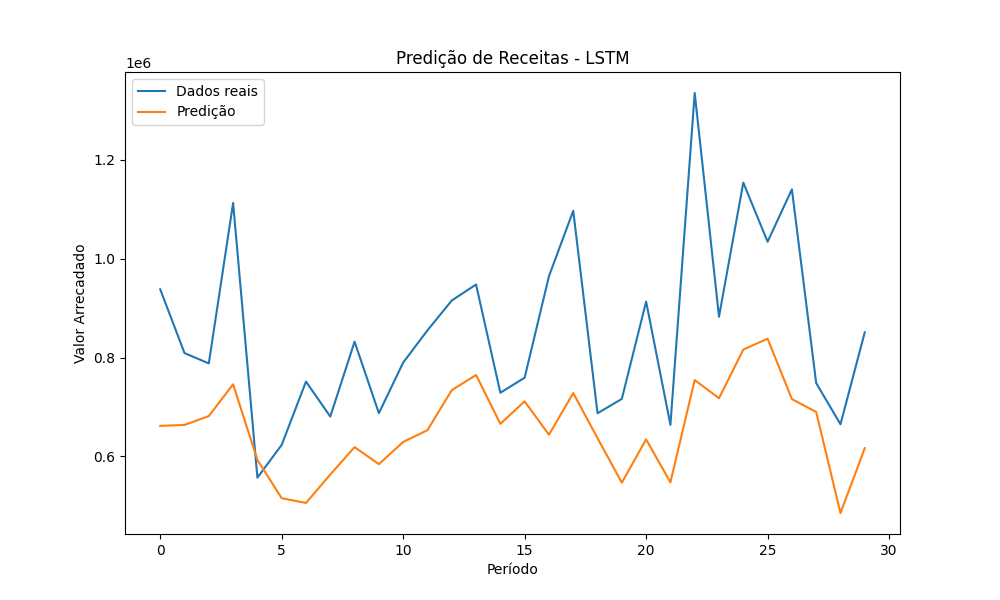 Predição de Receitas - LSTM
1e6
Dados reais
Predição
1.2
1.0
0.8
0.6
Valor Arrecadado
0 5 10 15 20 25 30
Período